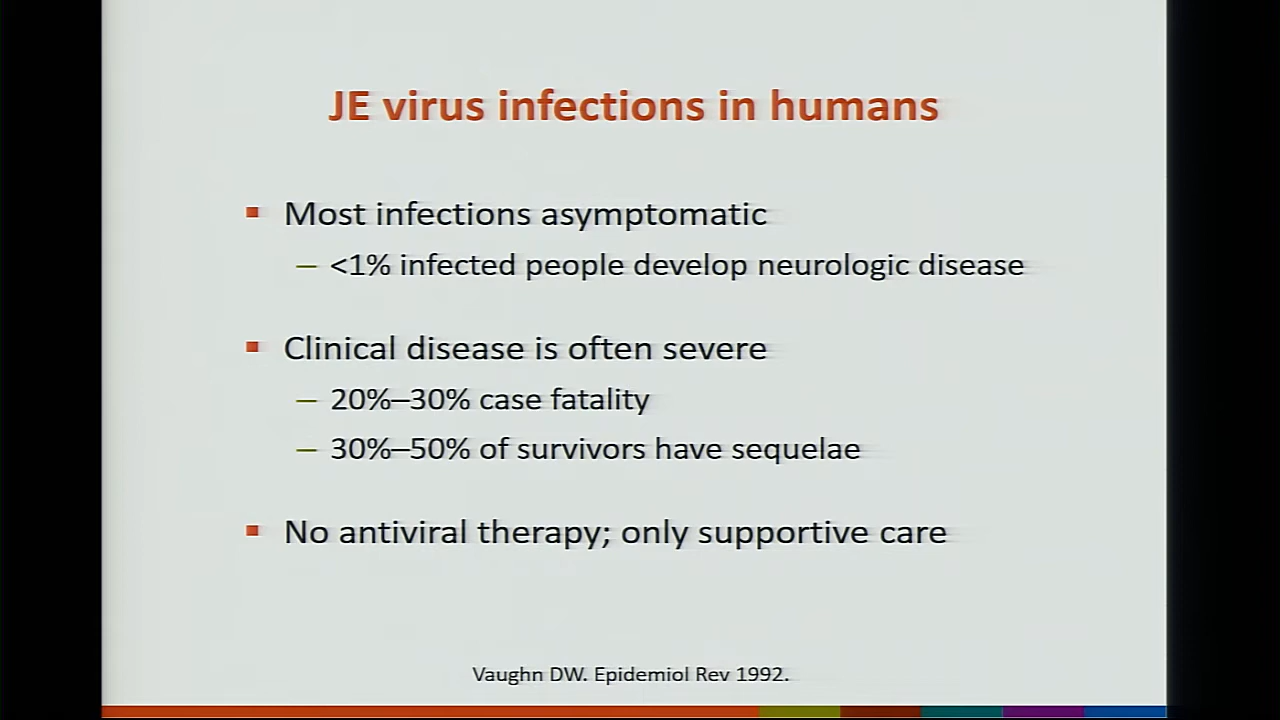 JE virus infections in humans
▪ Most infections asymptomatic
– <1% infected people develop neurologic disease
▪ Clinical disease is often severe
– 20%–30% case fatality
– 30%–50% of survivors have sequelae
▪ No antiviral therapy; only supportive care
Vaughn DW. Epidemiol Rev 1992.